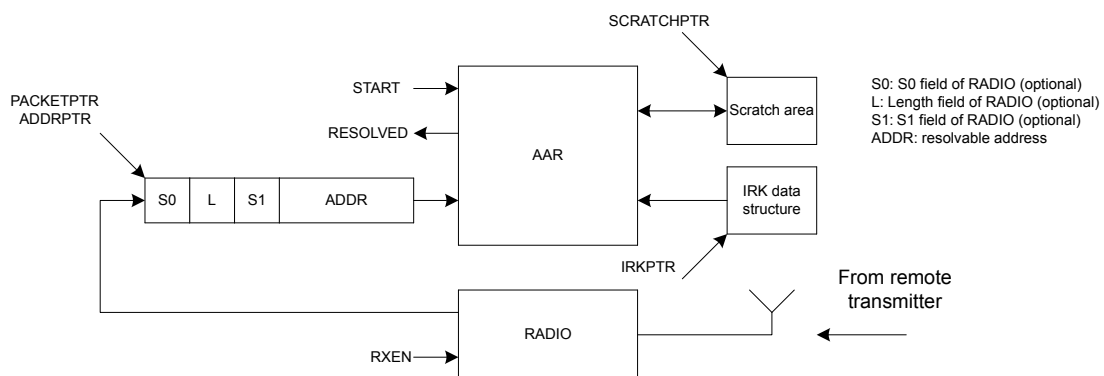 SCRATCHPTR
START
PACKETPTR
ADDRPTR
RESOLVED
AAR
Scratch area
S0: S0 field of RADIO (optional)
L: Length field of RADIO (optional)
S1: S1 field of RADIO (optional)
ADDR: resolvable address
S0
L
S1
ADDR
IRK data
structure
IRKPTR
From remote
transmitter
RADIO
RXEN